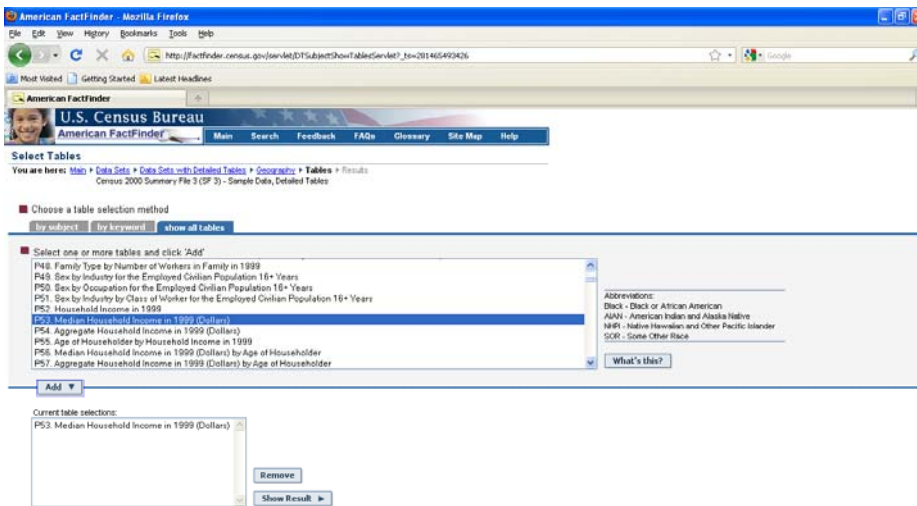 American FactFinder - Mozilla Firefox
File Edit View History Bookmarks Tools Help
http://factfinder.census.gov/servlet/DTSubjectShowTablesServlet?_ts=281465493426
Google
Most Visited Getting Started Latest Headlines
American FactFinder
U.S. Census Bureau
American FactFinder
Main Search Feedback FAQs Glossary Site Map Help
Select Tables
You are here: Main ▸ Data Sets ▸ Data Sets with Detailed Tables ▸ Geography ▸ Tables ▸ Results
Census 2000 Summary File 3 (SF 3) - Sample Data, Detailed Tables
Choose a table selection method
by subject by keyword show all tables
Select one or more tables and click 'Add'
P48. Family Type by Number of Workers in Family in 1999
P49. Sex by Industry for the Employed Civilian Population 16+ Years
P50. Sex by Occupation for the Employed Civilian Population 16+ Years
P51. Sex by Industry by Class of Worker for the Employed Civilian Population 16+ Years
P52. Household Income in 1999
P53. Median Household Income in 1999 (Dollars)
P54. Aggregate Household Income in 1999 (Dollars)
P55. Age of Householder by Household Income in 1999
P56. Median Household Income in 1999 (Dollars) by Age of Householder
P57. Aggregate Household Income in 1999 (Dollars) by Age of Householder
Abbreviations:
Black - Black or African American
AIAN - American Indian and Alaska Native
NHPI - Native Hawaiian and Other Pacific Islander
SOR - Some Other Race
What's this?
Add ▼
Current table selections:
P53. Median Household Income in 1999 (Dollars)
Remove
Show Result ►